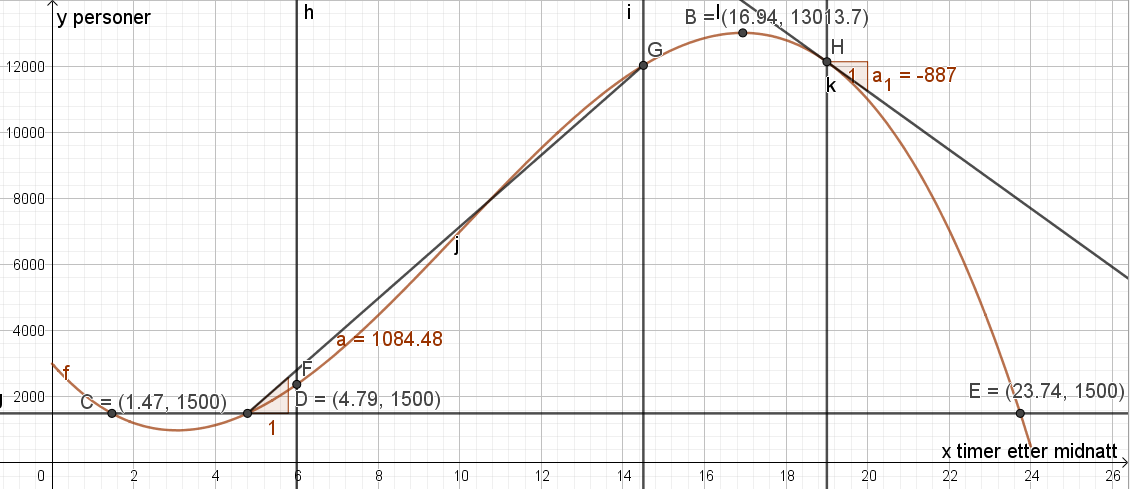 y personer
h
i
l
B = (16.94, 13013.7)
G
H
1
a1 = -887
k
12000
10000
8000
6000
4000
2000
j
a = 1084.48
F
f
C = (1.47, 1500)
D = (4.79, 1500)
E = (23.74, 1500)
1
x timer etter midnatt
0 2 4 6 8 10 12 14 16 18 20 22 24 26